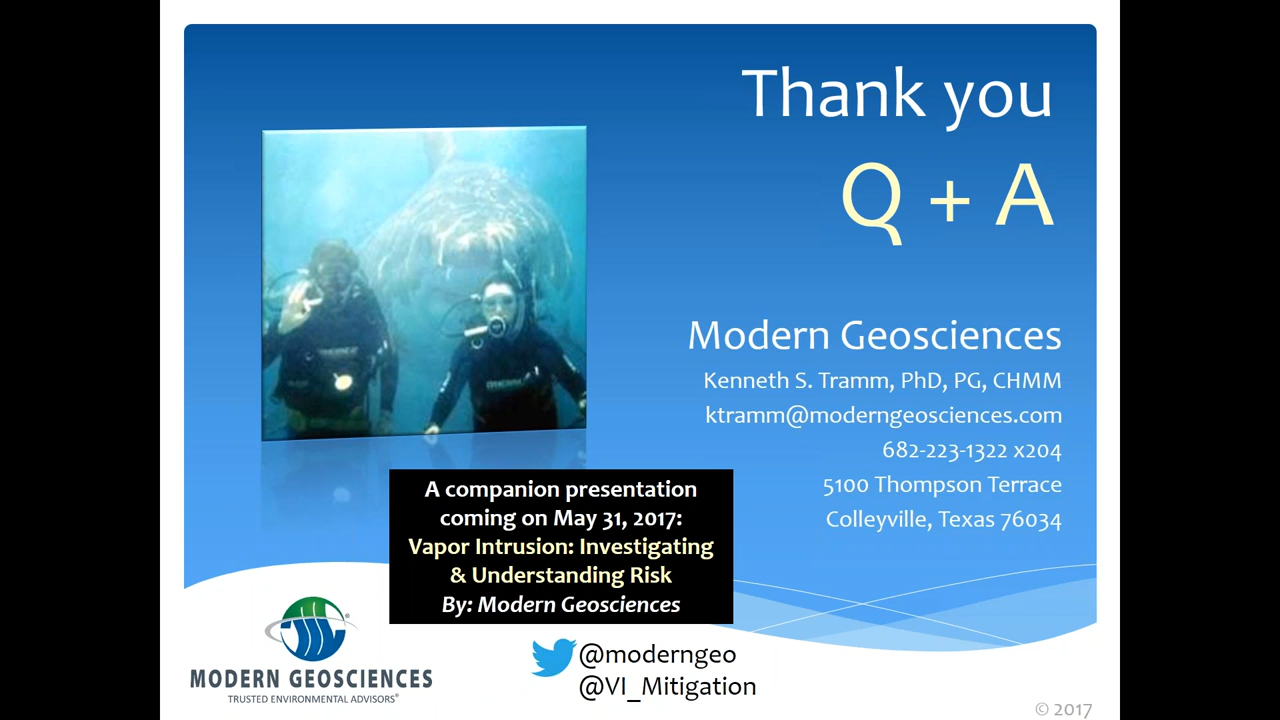 Thank you
Q + A
Modern Geosciences
Kenneth S. Tramm, PhD, PG, CHMM
ktramm@moderngeosciences.com
682-223-1322 x204
5100 Thompson Terrace
Colleyville, Texas 76034
A companion presentation
coming on May 31, 2017:
Vapor Intrusion: Investigating
& Understanding Risk
By: Modern Geosciences
MODERN GEOSCIENCES
TRUSTED ENVIRONMENTAL ADVISORS®
@moderngeo
@VI_Mitigation
© 2017